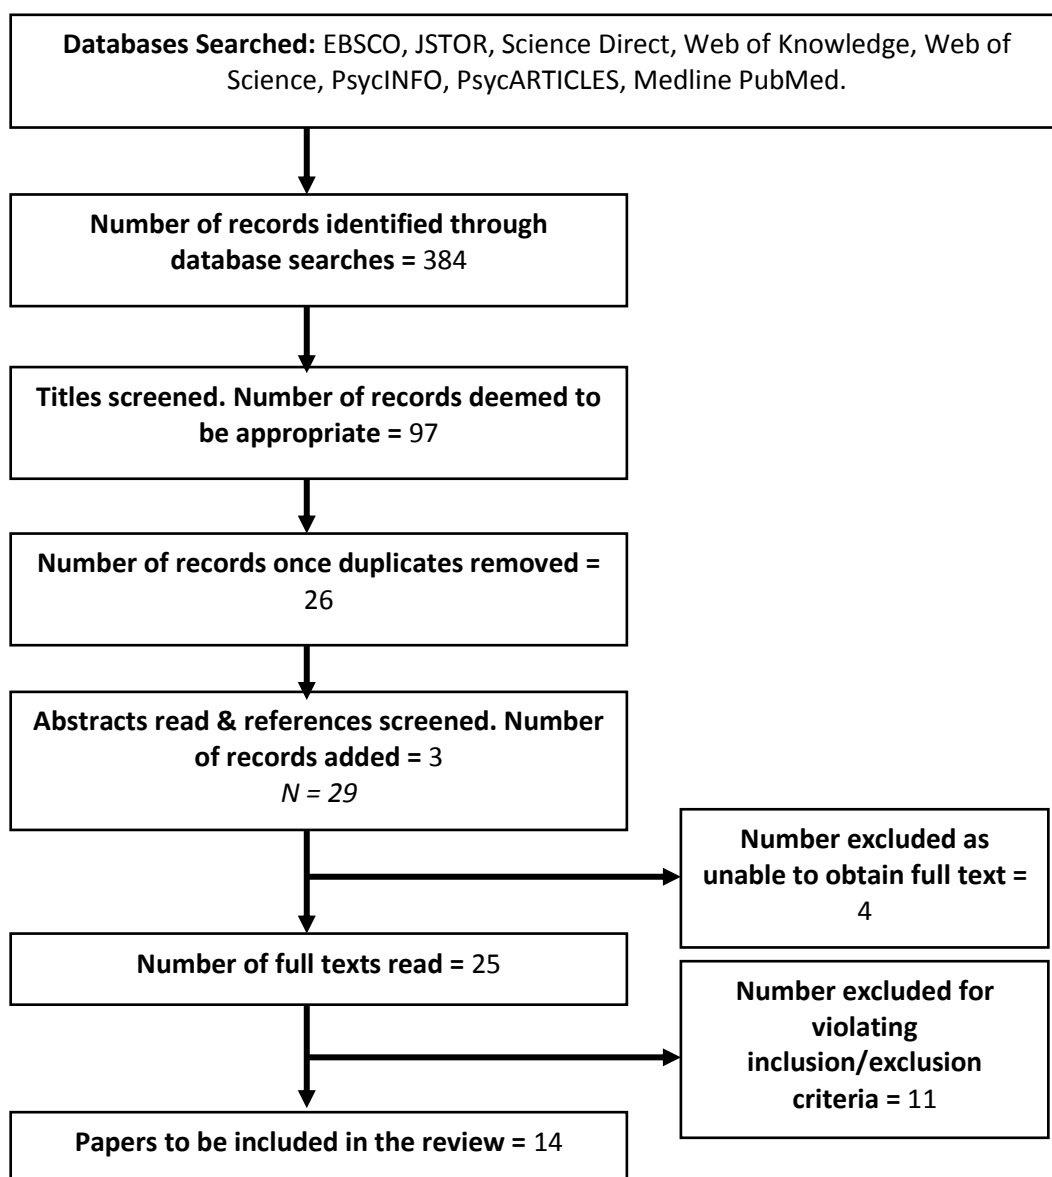 Databases Searched: EBSCO, JSTOR, Science Direct, Web of Knowledge, Web of
Science, PsycINFO, PsycARTICLES, Medline PubMed.
Number of records identified through
database searches = 384
Titles screened. Number of records deemed to
be appropriate = 97
Number of records once duplicates removed =
26
Abstracts read & references screened. Number
of records added = 3
N = 29
Number excluded as
unable to obtain full text =
4
Number of full texts read = 25
Number excluded for
violating
inclusion/exclusion
criteria = 11
Papers to be included in the review = 14